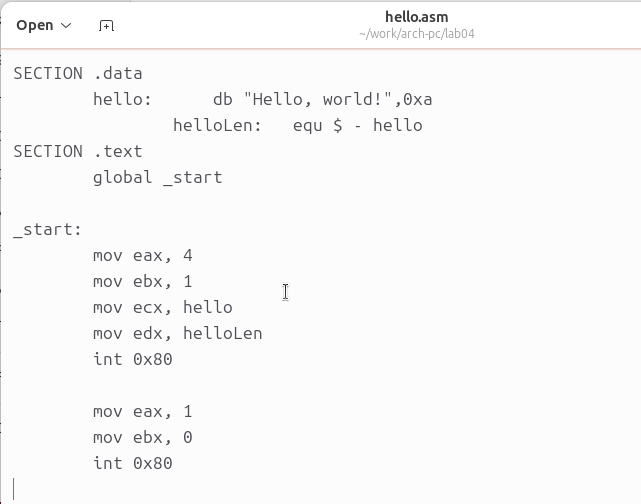 Open
hello.asm
~/work/arch-pc/lab04
SECTION .data
hello: db "Hello, world!",0xa
helloLen: equ $ - hello
SECTION .text
global _start
_start:
mov eax, 4
mov ebx, 1
mov ecx, hello
mov edx, helloLen
int 0x80
mov eax, 1
mov ebx, 0
int 0x80